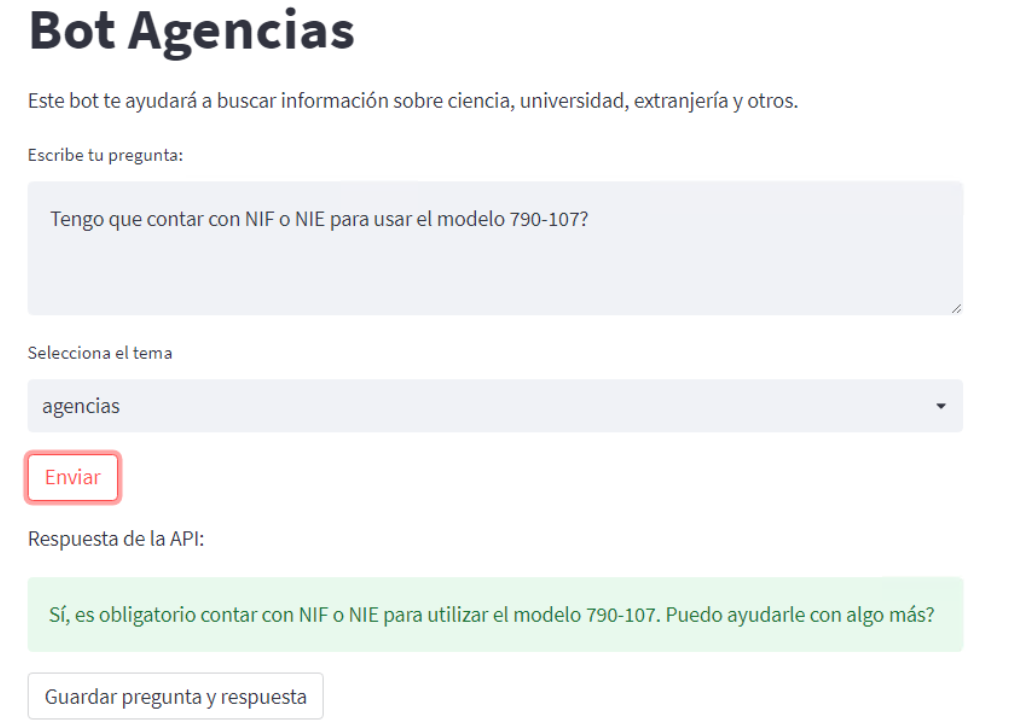 Bot Agencias
Este bot te ayudará a buscar información sobre ciencia, universidad, extranjería y otros.
Escribe tu pregunta:
Tengo que contar con NIF o NIE para usar el modelo 790-107?
Selecciona el tema
agencias
Enviar
Respuesta de la API:
Sí, es obligatorio contar con NIF o NIE para utilizar el modelo 790-107. Puedo ayudarle con algo más?
Guardar pregunta y respuesta